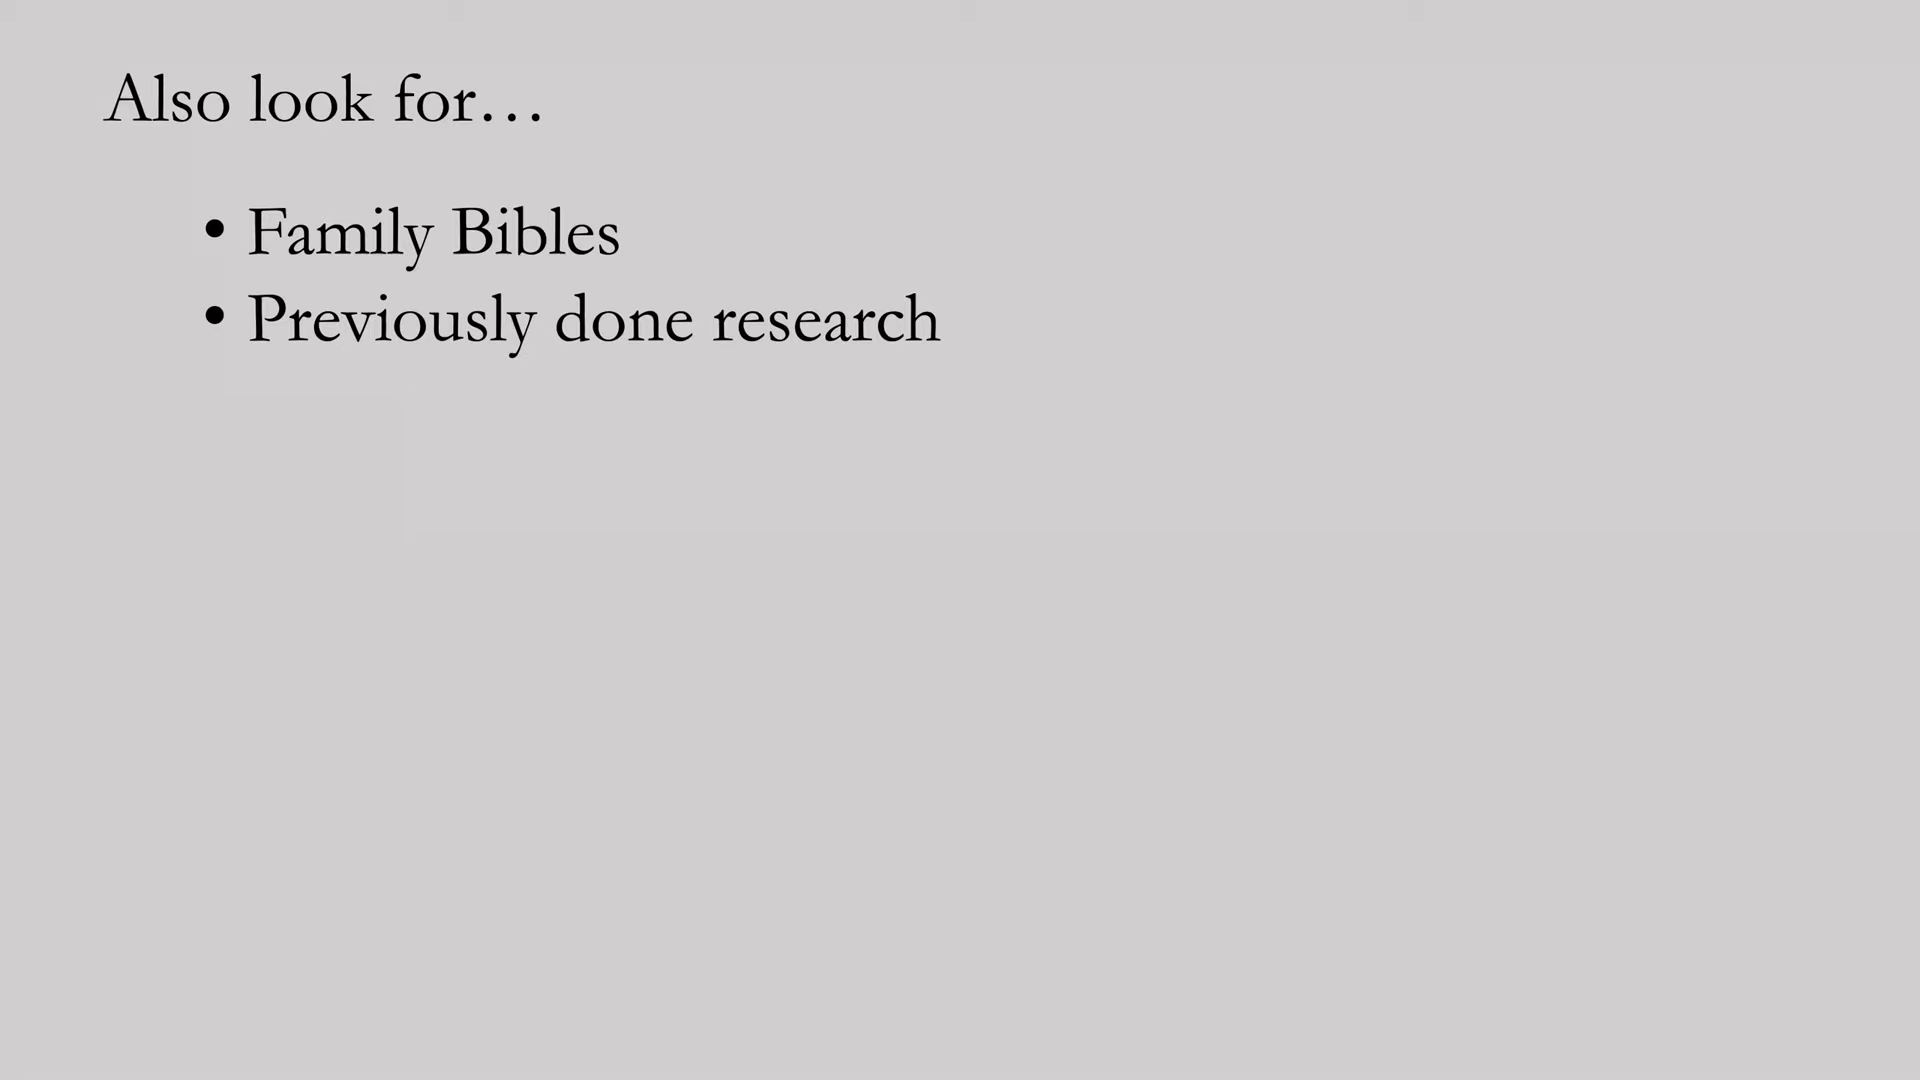 Also look for…
• Family Bibles
• Previously done research